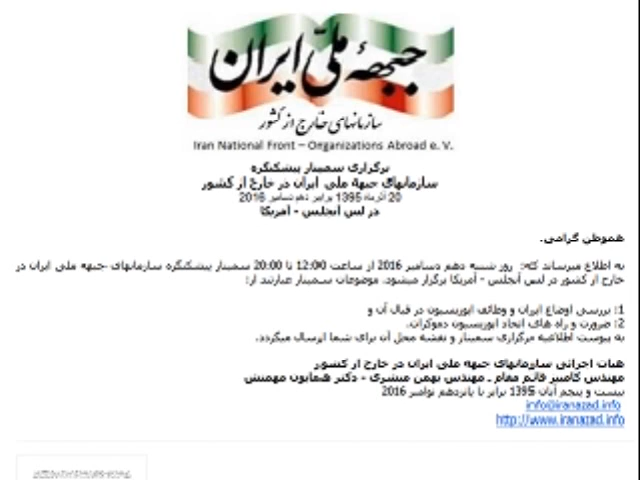 جبههٔ ملّی ایران
سازمانهای خارج از کشور
Iran National Front – Organizations Abroad e. V.
برگزاری سمینار پیشکنگره
سازمانهای جبهه ملی ایران در خارج از کشور
20 آذرماه 1395 برابر دهم دسامبر 2016
در لس آنجلس - آمریکا
هموطن گرامی.
به اطلاع میرساند که: روز شنبه دهم دسامبر 2016 از ساعت 12:00 تا 20:00 سمینار پیشکنگره سازمانهای جبهه ملی ایران در
خارج از کشور در لس آنجلس - آمریکا برگزار میشود. موضوعات سمینار عبارتند از:
1: بررسی اوضاع ایران و وظائف اپوزیسیون در قبال آن و
2: ضرورت و راه های اتحاد اپوزیسیون دموکرات.
به پیوست اطلاعیه برگزاری سمینار و نقشه محل آن برای شما ارسال میگردد.
هیات اجرائی سازمانهای جبهه ملی ایران در خارج از کشور
مهندس کامبیز قائم مقام - مهندس بهمن مبشری - دکتر همایون مهمنش
بیست و پنجم آبان 1395 برابر با پانزدهم نوامبر 2016
info@iranazad.info
http://www.iranazad.info